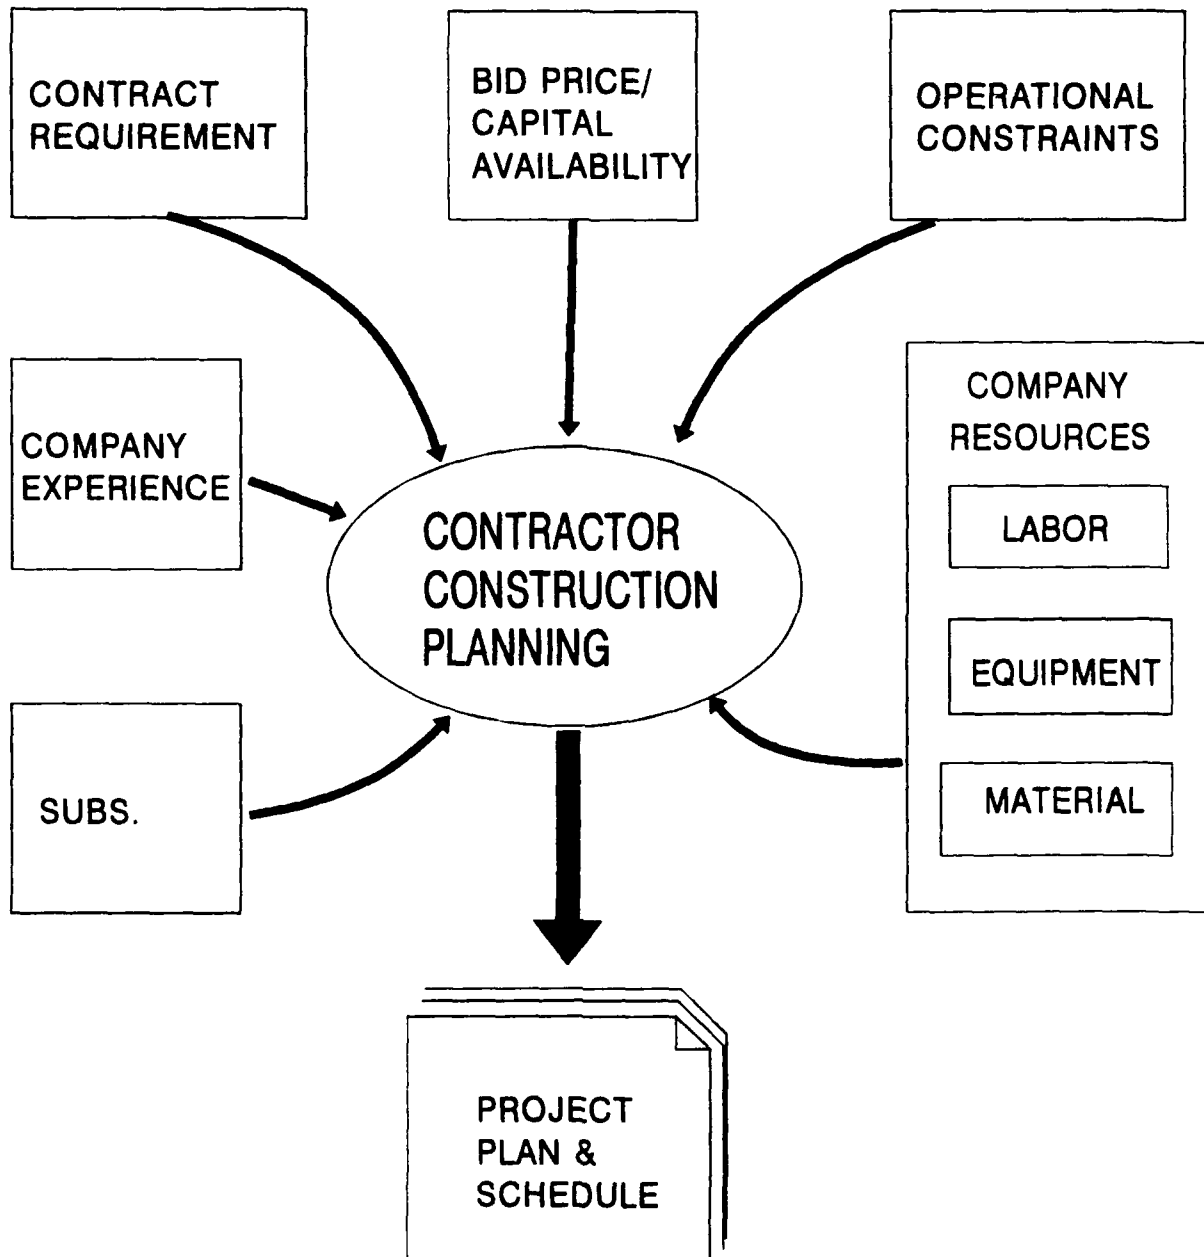 CONTRACT
REQUIREMENT
BID PRICE/
CAPITAL
AVAILABILITY
OPERATIONAL
CONSTRAINTS
COMPANY
EXPERIENCE
COMPANY
RESOURCES
LABOR
EQUIPMENT
MATERIAL
CONTRACTOR
CONSTRUCTION
PLANNING
SUBS.
PROJECT
PLAN &
SCHEDULE